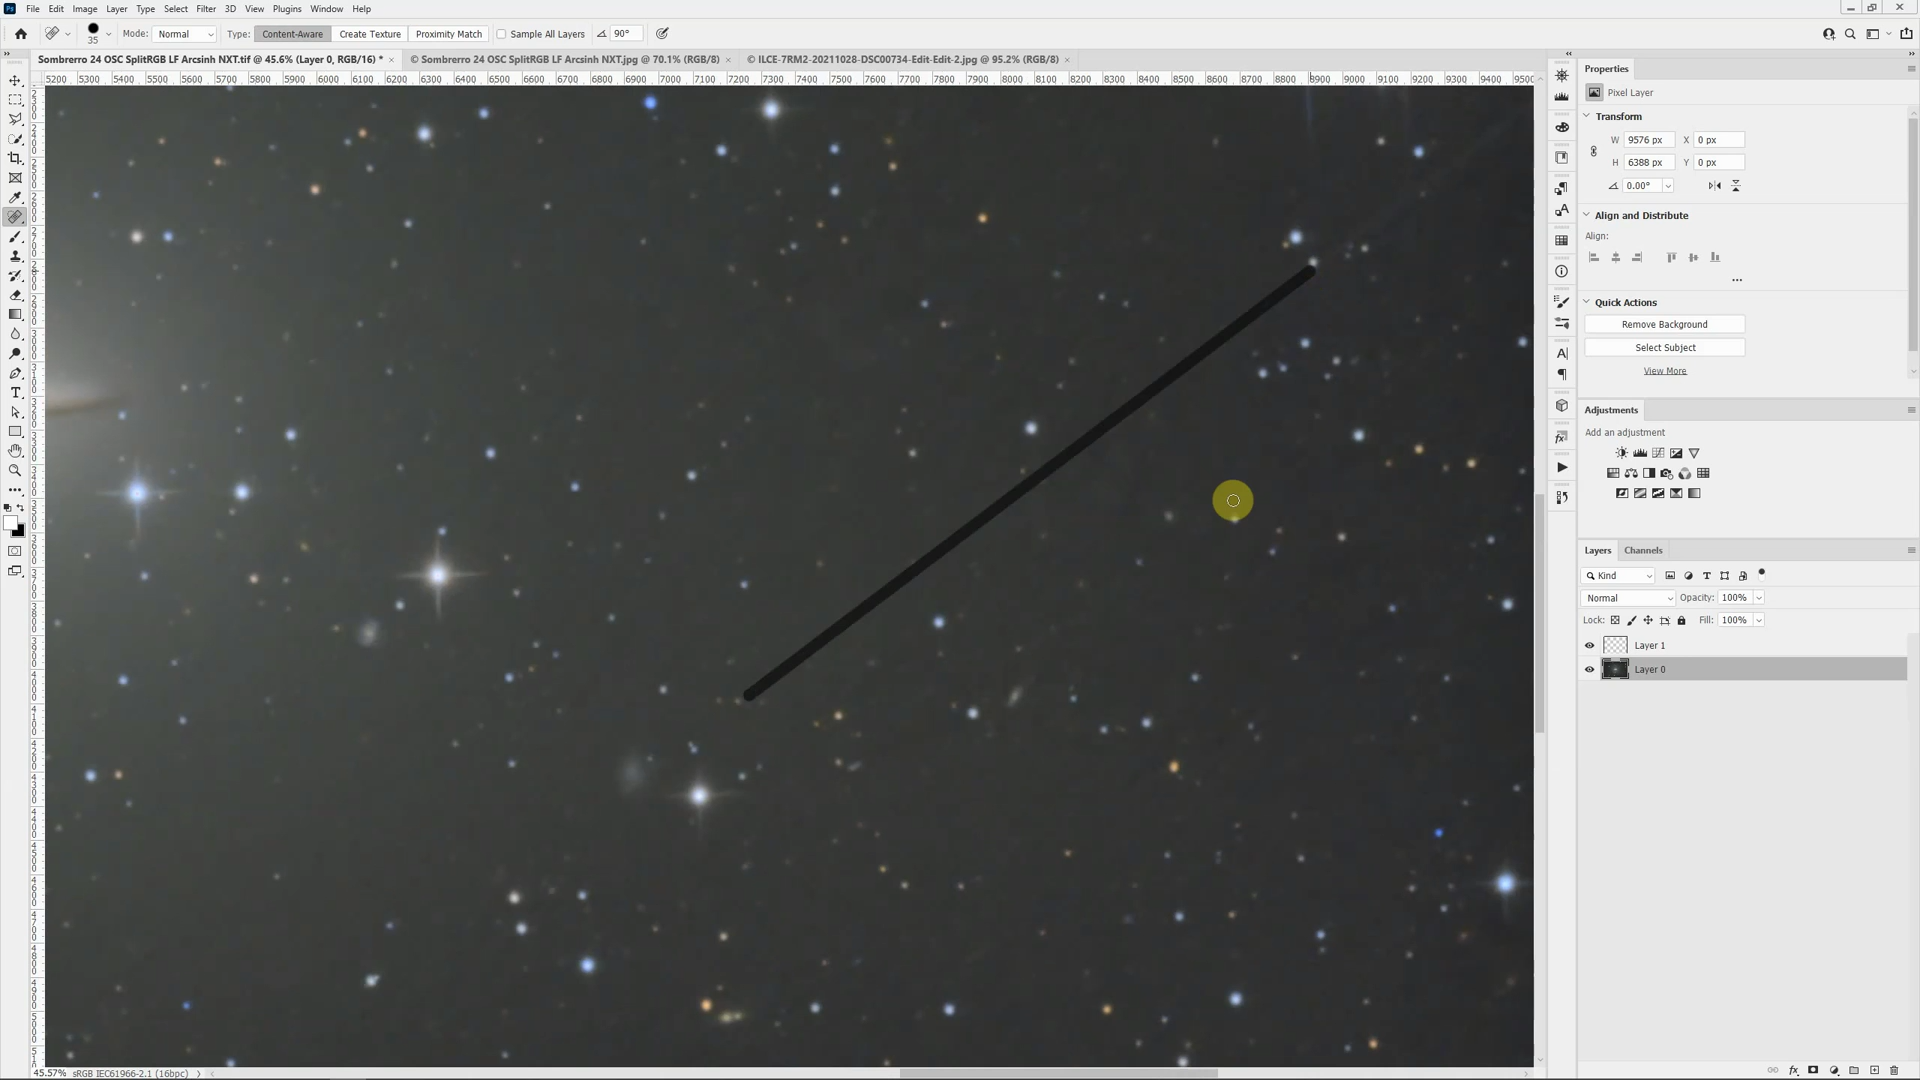 Ps File Edit Image Layer Type Select Filter 3D View Plugins Window Help
35 Mode: Normal Type: Content-Aware Create Texture Proximity Match Sample All Layers 90°
Sombrerro 24 OSC SplitRGB LF Arcsinh NXT.tif @ 45.6% (Layer 0, RGB/16) * × © Sombrerro 24 OSC SplitRGB LF Arcsinh NXT.jpg @ 70.1% (RGB/8) × © ILCE-7RM2-20211028-DSC00734-Edit-Edit-2.jpg @ 95.2% (RGB/8) ×
5200 5300 5400 5500 5600 5700 5800 5900 6000 6100 6200 6300 6400 6500 6600 6700 6800 6900 7000 7100 7200 7300 7400 7500 7600 7700 7800 7900 8000 8100 8200 8300 8400 8500 8600 8700 8800 8900 9000 9100 9200 9300 9400 9500
Properties
Pixel Layer
Transform
W 9576 px X 0 px
H 6388 px Y 0 px
0.00°
Align and Distribute
Align:
Quick Actions
Remove Background
Select Subject
View More
Adjustments
Add an adjustment
Layers Channels
Kind
Normal Opacity: 100%
Lock: Fill: 100%
Layer 1
Layer 0
45.57% sRGB IEC61966-2.1 (16bpc)